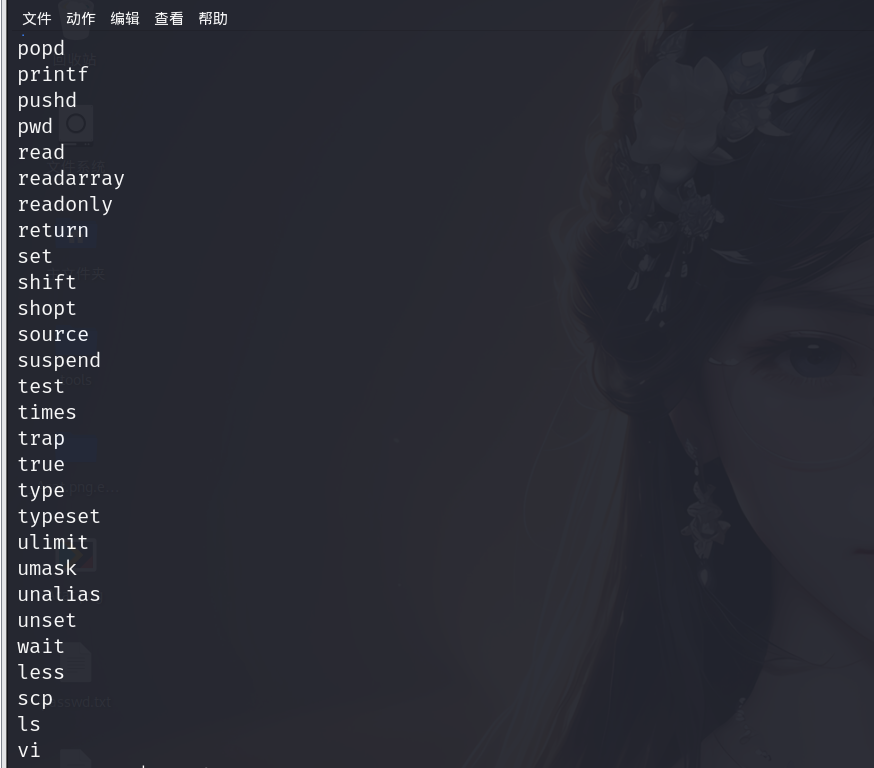 文件 动作 编辑 查看 帮助
popd
printf
pushd
pwd
read
readarray
readonly
return
set
shift
shopt
source
suspend
test
times
trap
true
type
typeset
ulimit
umask
unalias
unset
wait
less
scp
ls
vi